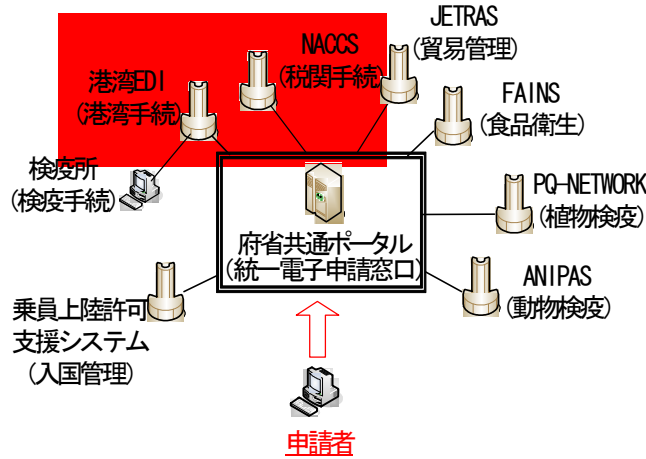 JETRAS
(貿易管理)
NACCS
(税関手続)
港湾EDI
(港湾手続)
FAINS
(食品衛生)
検疫所
(検疫手続)
PQ-NETWORK
(植物検疫)
府省共通ポータル
(統一電子申請窓口)
ANIPAS
(動物検疫)
乗員上陸許可
支援システム
(入国管理)
申請者